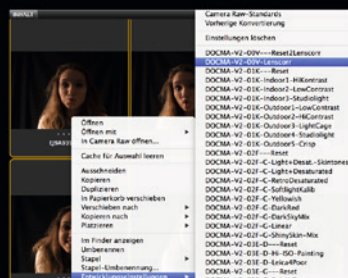 INHALT
Camera Raw-Standards
Vorherige Konvertierung
Einstellungen löschen
DOCMA-V2-00V---Reset2Lenscorr
DOCMA-V2-00V-Lenscorr
DOCMA-V2-01K---Reset
DOCMA-V2-01K-Indoor1-HiKontrast
DOCMA-V2-01K-Indoor2-LowContrast
DOCMA-V2-01K-Indoor3-Studiolight
DOCMA-V2-01K-Outdoor1-LowContrast
DOCMA-V2-01K-Outdoor2-HiContrast
DOCMA-V2-01K-Outdoor3-LightCage
DOCMA-V2-01K-Outdoor4-Studiolight
DOCMA-V2-01K-Outdoor5-Crisp
DOCMA-V2-02F---Reset
DOCMA-V2-02F-C-Light+Desat.-Skintones
DOCMA-V2-02F-C-Light+Desaturated
DOCMA-V2-02F-C-RetroDesaturated
DOCMA-V2-02F-C-SoftlightKalib
DOCMA-V2-02F-C-Yellowish
DOCMA-V2-02F-G-DarkRed
DOCMA-V2-02F-G-DarkSkyMix
DOCMA-V2-02F-G-Linear
DOCMA-V2-02F-G-ShinySkin-Mix
DOCMA-V2-03E-D---Reset
DOCMA-V2-03E-D-Hi-ISO-Painting
DOCMA-V2-03E-D-Leica4Poor
DOCMA-V2-03E-G---Reset
Öffnen
Öffnen mit
In Camera Raw öffnen...
Cache für Auswahl leeren
Ausschneiden
Kopieren
Duplizieren
In Papierkorb verschieben
Verschieben nach
Kopieren nach
Platzieren
Im Finder anzeigen
Umbenennen
Stapel
Stapel-Umbenennung...
Entwicklungseinstellungen